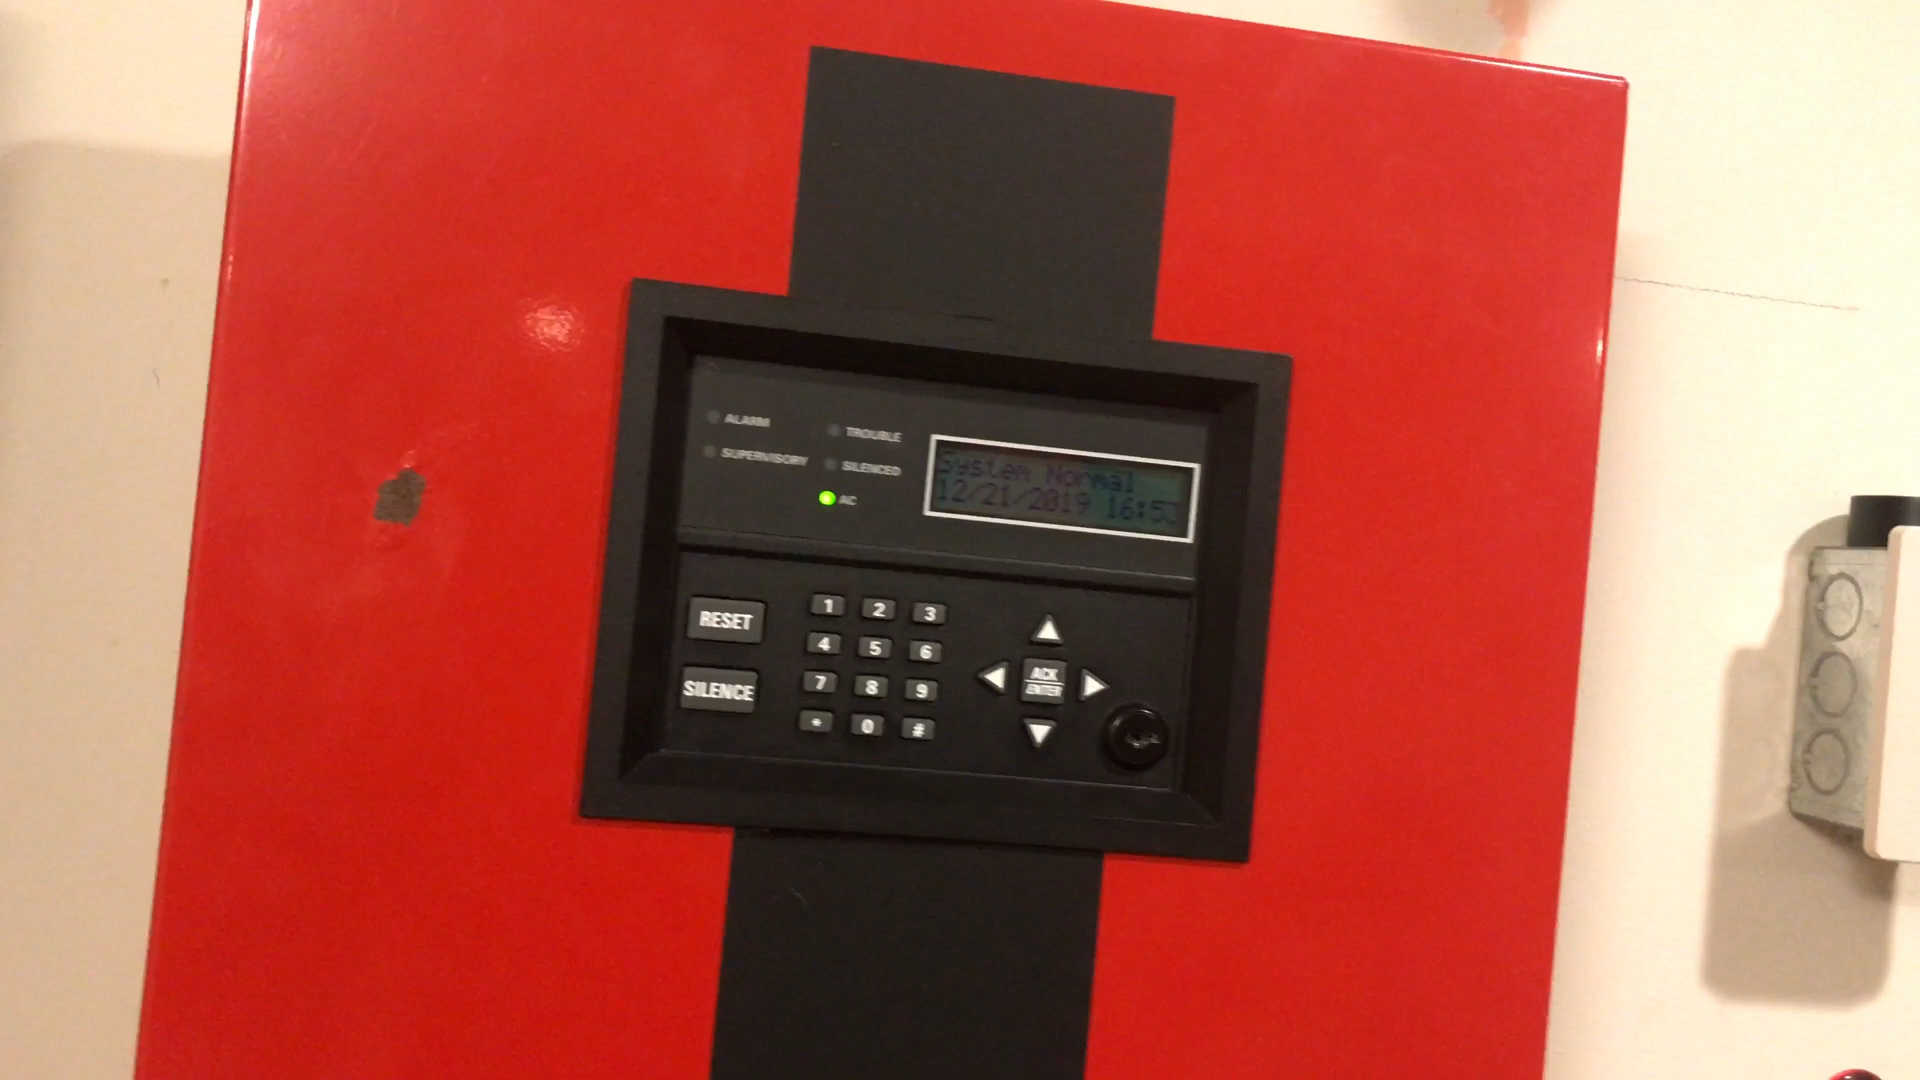 ALARM
TROUBLE
SUPERVISORY
SILENCED
AC
System Normal
12/21/2019 16:53
RESET
SILENCE
1 2 3
4 5 6
7 8 9
* 0 #
ACK
ENTER